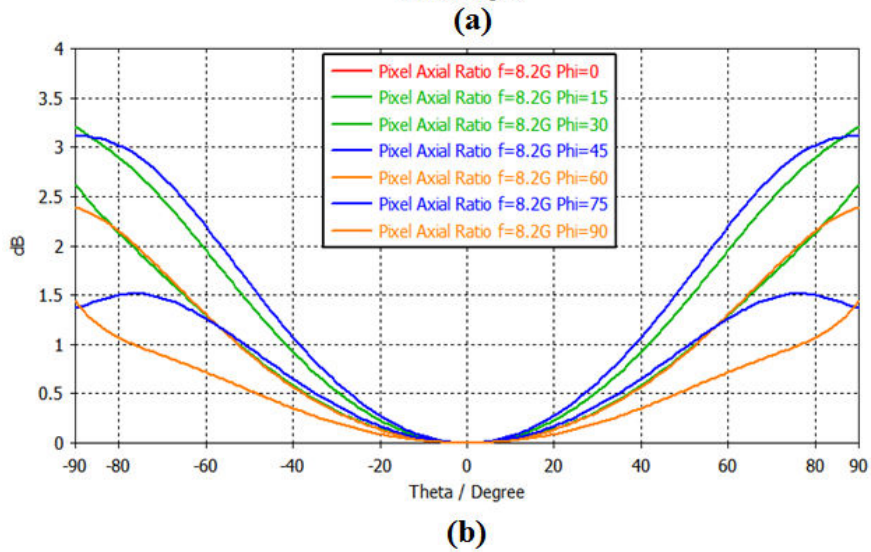 (a)
4
3.5
3
2.5
2
1.5
1
0.5
0
dB
Pixel Axial Ratio f=8.2G Phi=0
Pixel Axial Ratio f=8.2G Phi=15
Pixel Axial Ratio f=8.2G Phi=30
Pixel Axial Ratio f=8.2G Phi=45
Pixel Axial Ratio f=8.2G Phi=60
Pixel Axial Ratio f=8.2G Phi=75
Pixel Axial Ratio f=8.2G Phi=90
-90 -80 -60 -40 -20 0 20 40 60 80 90
Theta / Degree
(b)